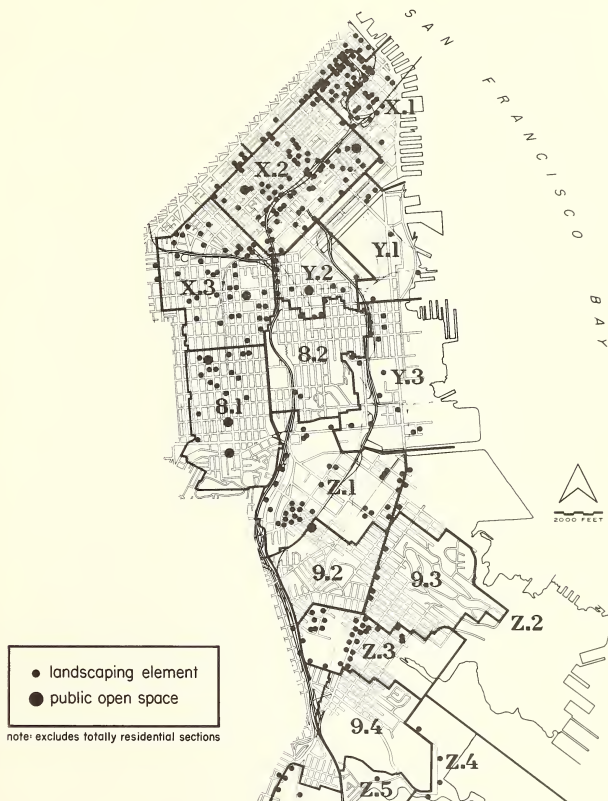 SAN FRANCISCO BAY
X.1
X.2
Y.1
Y.2
X.3
8.2
Y.3
8.1
Z.1
2000 FEET
9.2
9.3
Z.2
Z.3
landscaping element
public open space
note: excludes totally residential sections
9.4
Z.4
Z.5